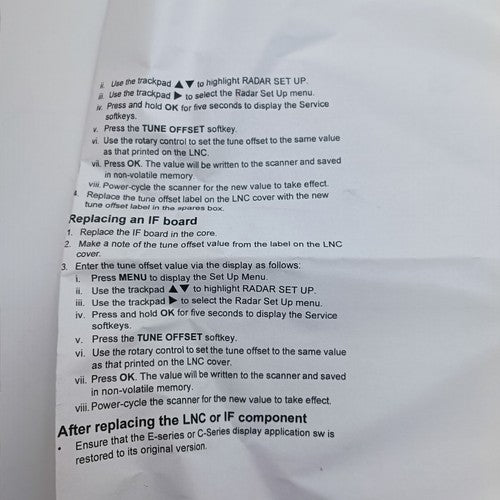 ii. Use the trackpad ▲▼ to highlight RADAR SET UP.
iii. Use the trackpad ▶ to select the Radar Set Up menu.
iv. Press and hold OK for five seconds to display the Service
softkeys.
v. Press the TUNE OFFSET softkey.
vi. Use the rotary control to set the tune offset to the same value
as that printed on the LNC.
vii. Press OK. The value will be written to the scanner and saved
in non-volatile memory.
viii. Power-cycle the scanner for the new value to take effect.
4. Replace the tune offset label on the LNC cover with the new
tune offset label in the spares box.
Replacing an IF board
1. Replace the IF board in the core.
2. Make a note of the tune offset value from the label on the LNC
cover.
3. Enter the tune offset value via the display as follows:
i. Press MENU to display the Set Up Menu.
ii. Use the trackpad ▲▼ to highlight RADAR SET UP.
iii. Use the trackpad ▶ to select the Radar Set Up menu.
iv. Press and hold OK for five seconds to display the Service
softkeys.
v. Press the TUNE OFFSET softkey.
vi. Use the rotary control to set the tune offset to the same value
as that printed on the LNC cover.
vii. Press OK. The value will be written to the scanner and saved
in non-volatile memory.
viii. Power-cycle the scanner for the new value to take effect.
After replacing the LNC or IF component
• Ensure that the E-series or C-Series display application sw is
restored to its original version.